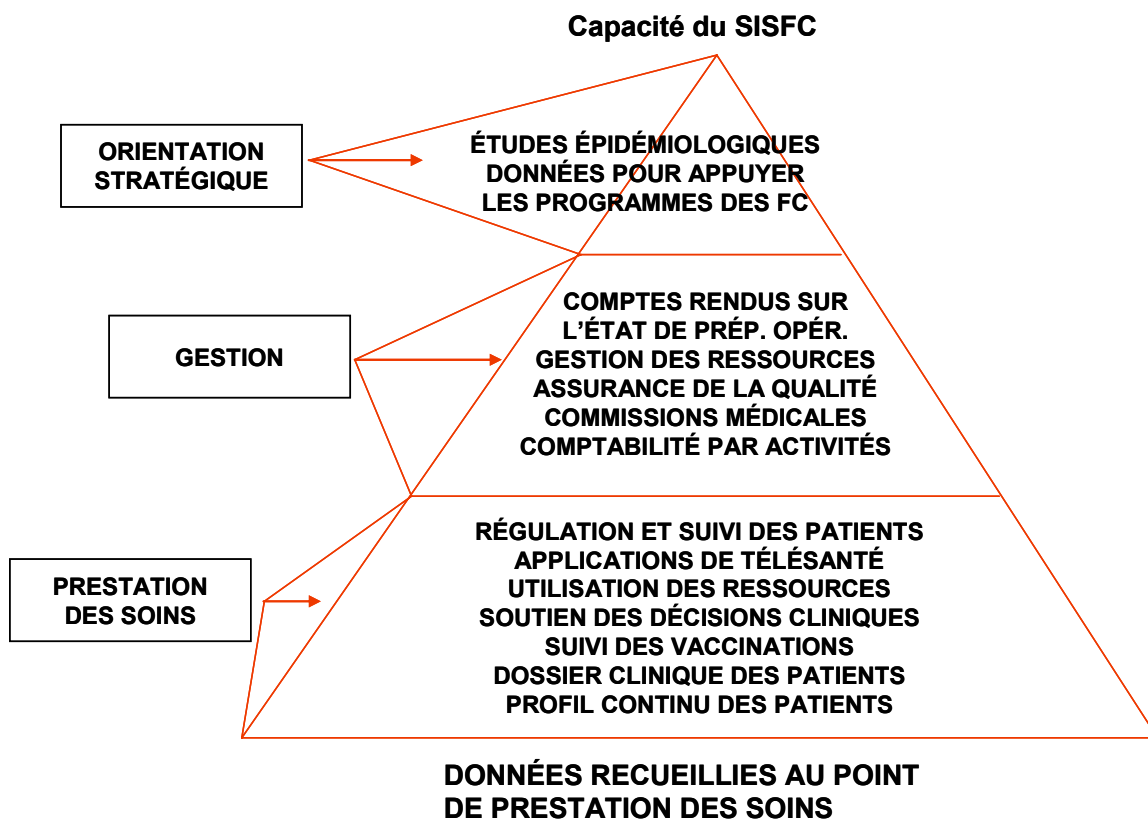 Capacité du SISFC
ORIENTATION
STRATÉGIQUE
ÉTUDES ÉPIDÉMIOLOGIQUES
DONNÉES POUR APPUYER
LES PROGRAMMES DES FC
GESTION
COMPTES RENDUS SUR
L'ÉTAT DE PRÉP. OPÉR.
GESTION DES RESSOURCES
ASSURANCE DE LA QUALITÉ
COMMISSIONS MÉDICALES
COMPTABILITÉ PAR ACTIVITÉS
PRESTATION
DES SOINS
RÉGULATION ET SUIVI DES PATIENTS
APPLICATIONS DE TÉLÉSANTÉ
UTILISATION DES RESSOURCES
SOUTIEN DES DÉCISIONS CLINIQUES
SUIVI DES VACCINATIONS
DOSSIER CLINIQUE DES PATIENTS
PROFIL CONTINU DES PATIENTS
DONNÉES RECUEILLIES AU POINT
DE PRESTATION DES SOINS